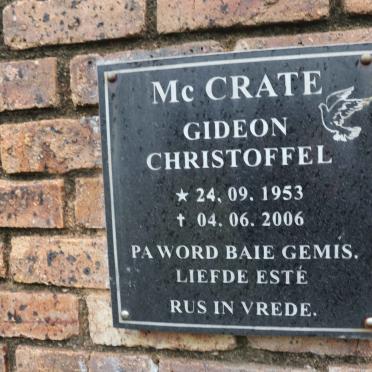 Mc CRATE
GIDEON
CHRISTOFFEL
★ 24. 09. 1953
✝ 04. 06. 2006
PA WORD BAIE GEMIS.
LIEFDE ESTÉ
RUS IN VREDE.